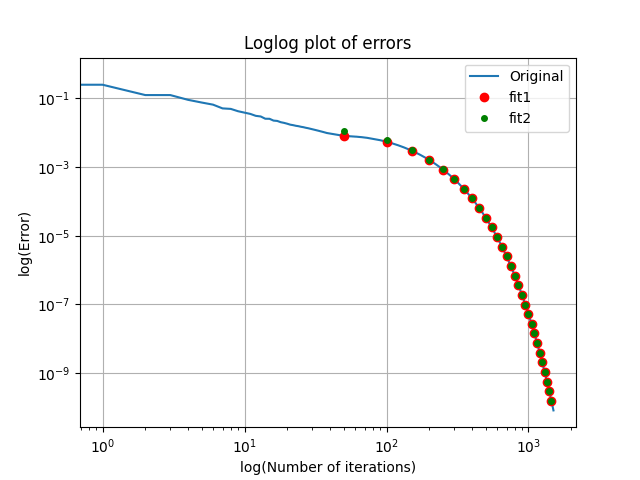 Loglog plot of errors
Original
fit1
fit2
log(Error)
10⁻¹
10⁻³
10⁻⁵
10⁻⁷
10⁻⁹
10⁰ 10¹ 10² 10³
log(Number of iterations)